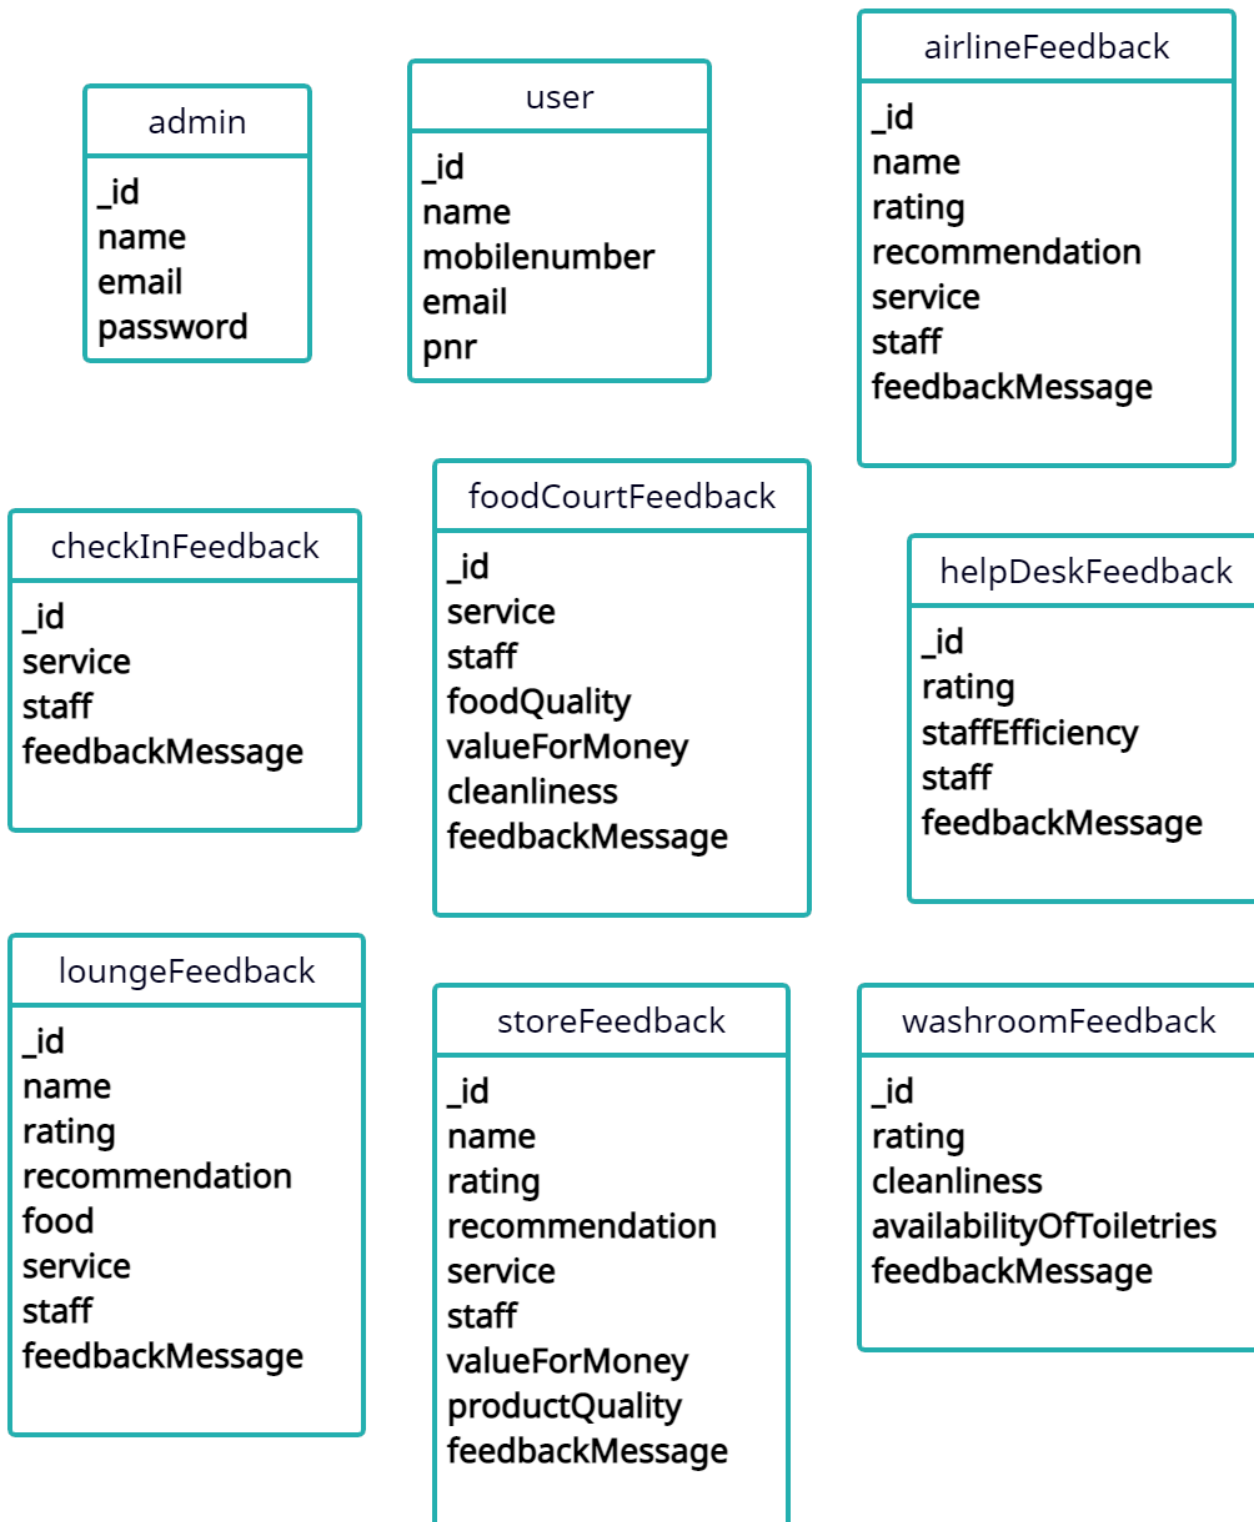 admin
_id
name
email
password
user
_id
name
mobilenumber
email
pnr
airlineFeedback
_id
name
rating
recommendation
service
staff
feedbackMessage
checkInFeedback
_id
service
staff
feedbackMessage
foodCourtFeedback
_id
service
staff
foodQuality
valueForMoney
cleanliness
feedbackMessage
helpDeskFeedback
_id
rating
staffEfficiency
staff
feedbackMessage
loungeFeedback
_id
name
rating
recommendation
food
service
staff
feedbackMessage
storeFeedback
_id
name
rating
recommendation
service
staff
valueForMoney
productQuality
feedbackMessage
washroomFeedback
_id
rating
cleanliness
availabilityOfToiletries
feedbackMessage